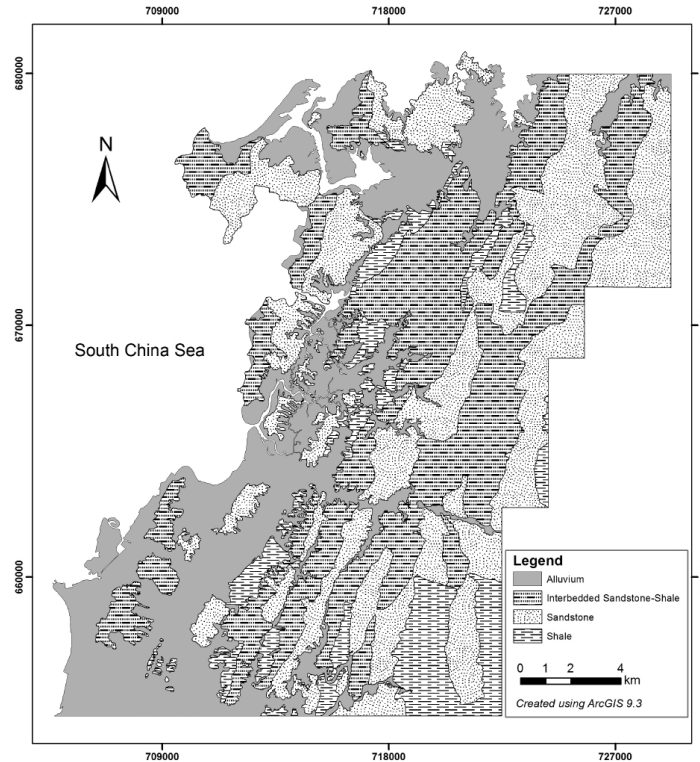 709000 718000 727000
680000
N
670000
South China Sea
660000
Legend
Alluvium
Interbedded Sandstone-Shale
Sandstone
Shale
0 1 2 4
km
Created using ArcGIS 9.3
709000 718000 727000